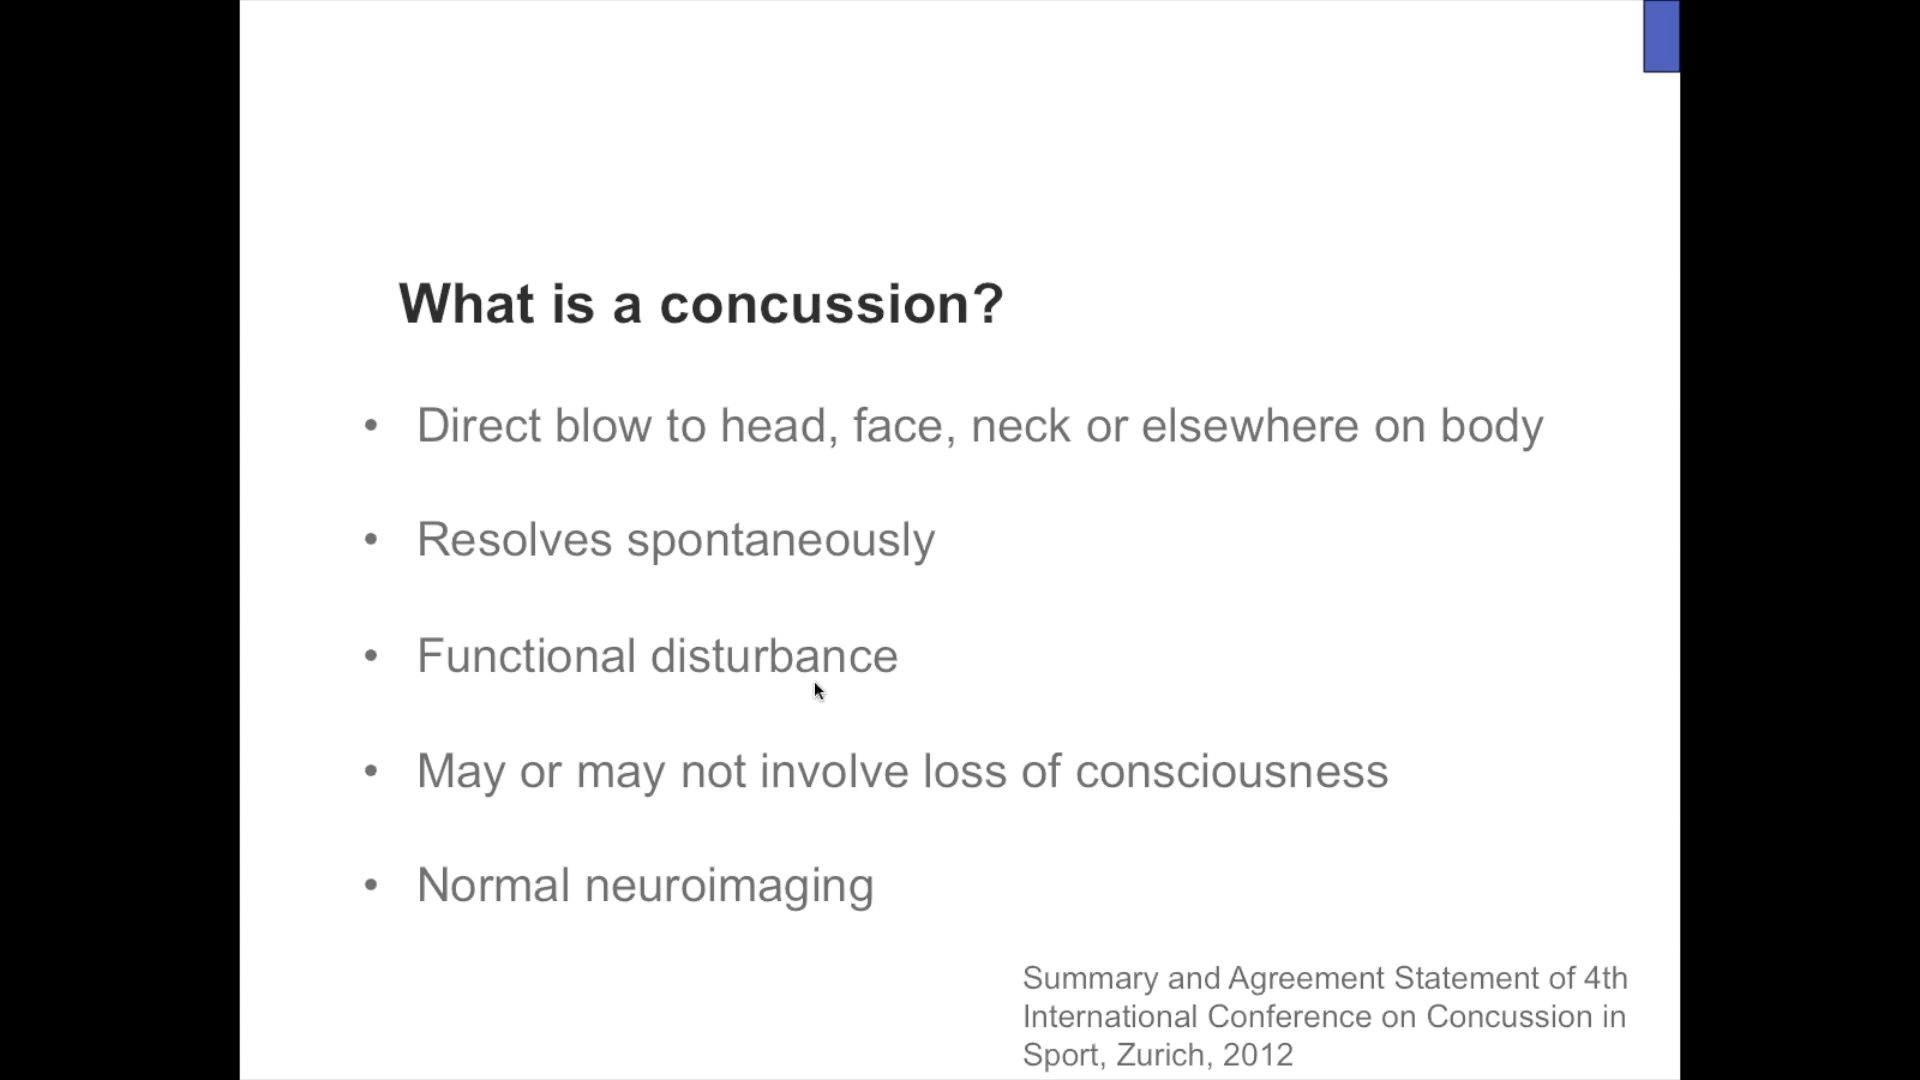 What is a concussion?
• Direct blow to head, face, neck or elsewhere on body
• Resolves spontaneously
• Functional disturbance
• May or may not involve loss of consciousness
• Normal neuroimaging
Summary and Agreement Statement of 4th
International Conference on Concussion in
Sport, Zurich, 2012